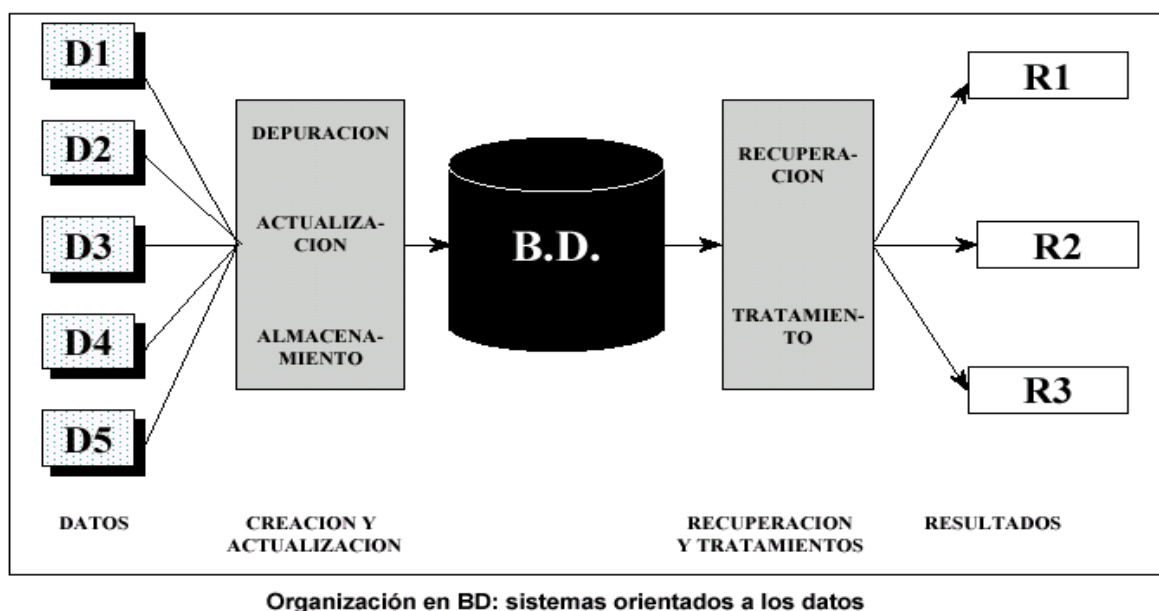 D1
D2
D3
D4
D5
DEPURACION
ACTUALIZA-
CION
ALMACENA-
MIENTO
B.D.
RECUPERA-
CION
TRATAMIEN-
TO
R1
R2
R3
DATOS
CREACION Y
ACTUALIZACION
RECUPERACION
Y TRATAMIENTOS
RESULTADOS
Organización en BD: sistemas orientados a los datos